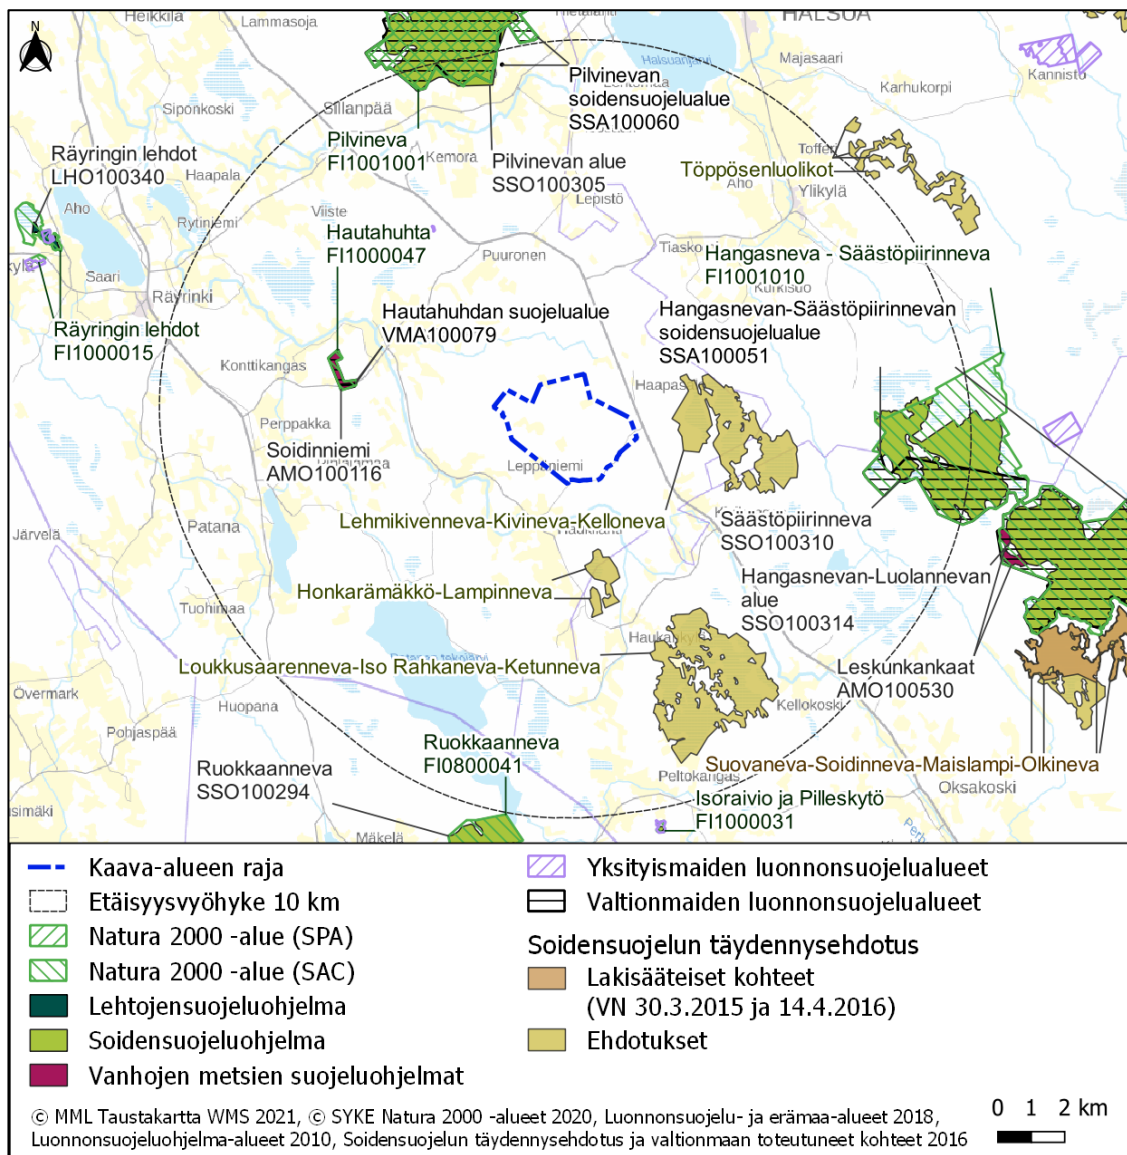 N
Heikkilä
Lammasoja
HALSUA
Halsuanjärvi
Majasaari
Kannisto
Karhukorpi
Siponkoski
Sillanpää
Pilvinevan
soidensuojelualue
SSA100060
Pilvineva
FI1001001
Kemora
Pilvinevan alue
SSO100305
Räyringin lehdot
LHO100340
Haapala
Aho
Rytiniemi
Viiste
Lepistö
Tofferi
Töppösenluolikot
Aho
Ylikylä
Hautahuhta
FI1000047
Puuronen
Tiasko
Hangasneva - Säästöpiirinneva
FI1001010
Kurkisuo
Saari
Räyrinki
Hautahuhdan suojelualue
VMA100079
Hangasnevan-Säästöpiirinnevan
soidensuojelualue
SSA100051
Räyringin lehdot
FI1000015
Konttikangas
Perppakka
Soidinniemi
AMO100116
Leppäniemi
Lehmikivenneva-Kivineva-Kelloneva
Säästöpiirinneva
SSO100310
Patana
Järvelä
Honkarämäkkö-Lampinneva
Hangasnevan-Luolannevan
alue
SSO100314
Tuohimaa
Loukkusaarenneva-Iso Rahkaneva-Ketunneva
Leskunkankaat
AMO100530
Övermark
Huopana
Kellokoski
Pohjaspää
Ruokkaanneva
FI0800041
Ruokkaanneva
SSO100294
Suovaneva-Soidinneva-Maislampi-Olkineva
Peltokangas
Oksakoski
Isoraivio ja Pilleskytö
FI1000031
Mäkelä
Kaava-alueen raja
Etäisyysvyöhyke 10 km
Natura 2000 -alue (SPA)
Natura 2000 -alue (SAC)
Lehtojensuojeluohjelma
Soidensuojeluohjelma
Vanhojen metsien suojeluohjelmat
Yksityismaiden luonnonsuojelualueet
Valtionmaiden luonnonsuojelualueet
Soidensuojelun täydennysehdotus
Lakisääteiset kohteet
(VN 30.3.2015 ja 14.4.2016)
Ehdotukset
© MML Taustakartta WMS 2021, © SYKE Natura 2000 -alueet 2020, Luonnonsuojelu- ja erämaa-alueet 2018,
Luonnonsuojeluohjelma-alueet 2010, Soidensuojelun täydennysehdotus ja valtionmaan toteutuneet kohteet 2016
0 1 2 km